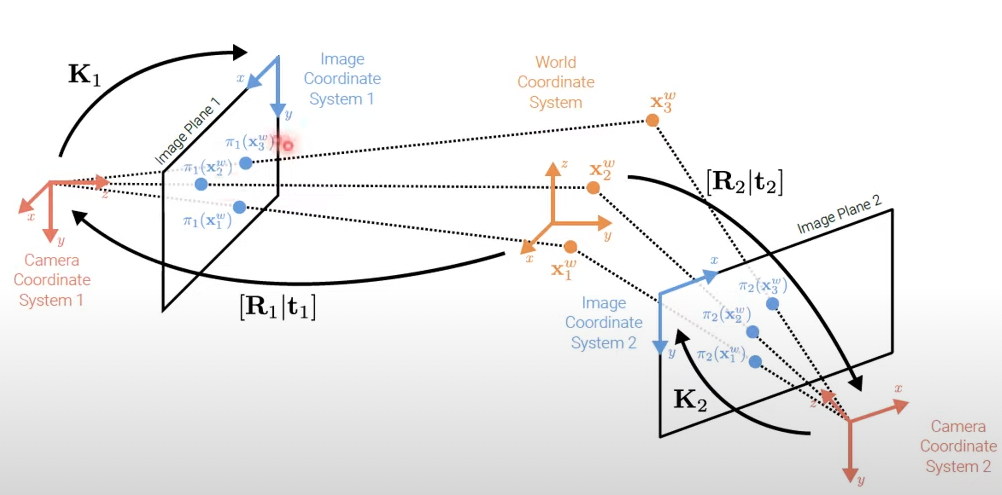 K₁
Image
Coordinate
System 1
x
y
Image Plane 1
π₁(x₃ʷ)
π₁(x₂ʷ)
π₁(x₁ʷ)
z
x
y
Camera
Coordinate
System 1
[R₁|t₁]
World
Coordinate
System
x₃ʷ
x₂ʷ
x₁ʷ
z
y
x
[R₂|t₂]
Image Plane 2
x
y
Image
Coordinate
System 2
π₂(x₃ʷ)
π₂(x₂ʷ)
π₂(x₁ʷ)
K₂
z
x
y
Camera
Coordinate
System 2